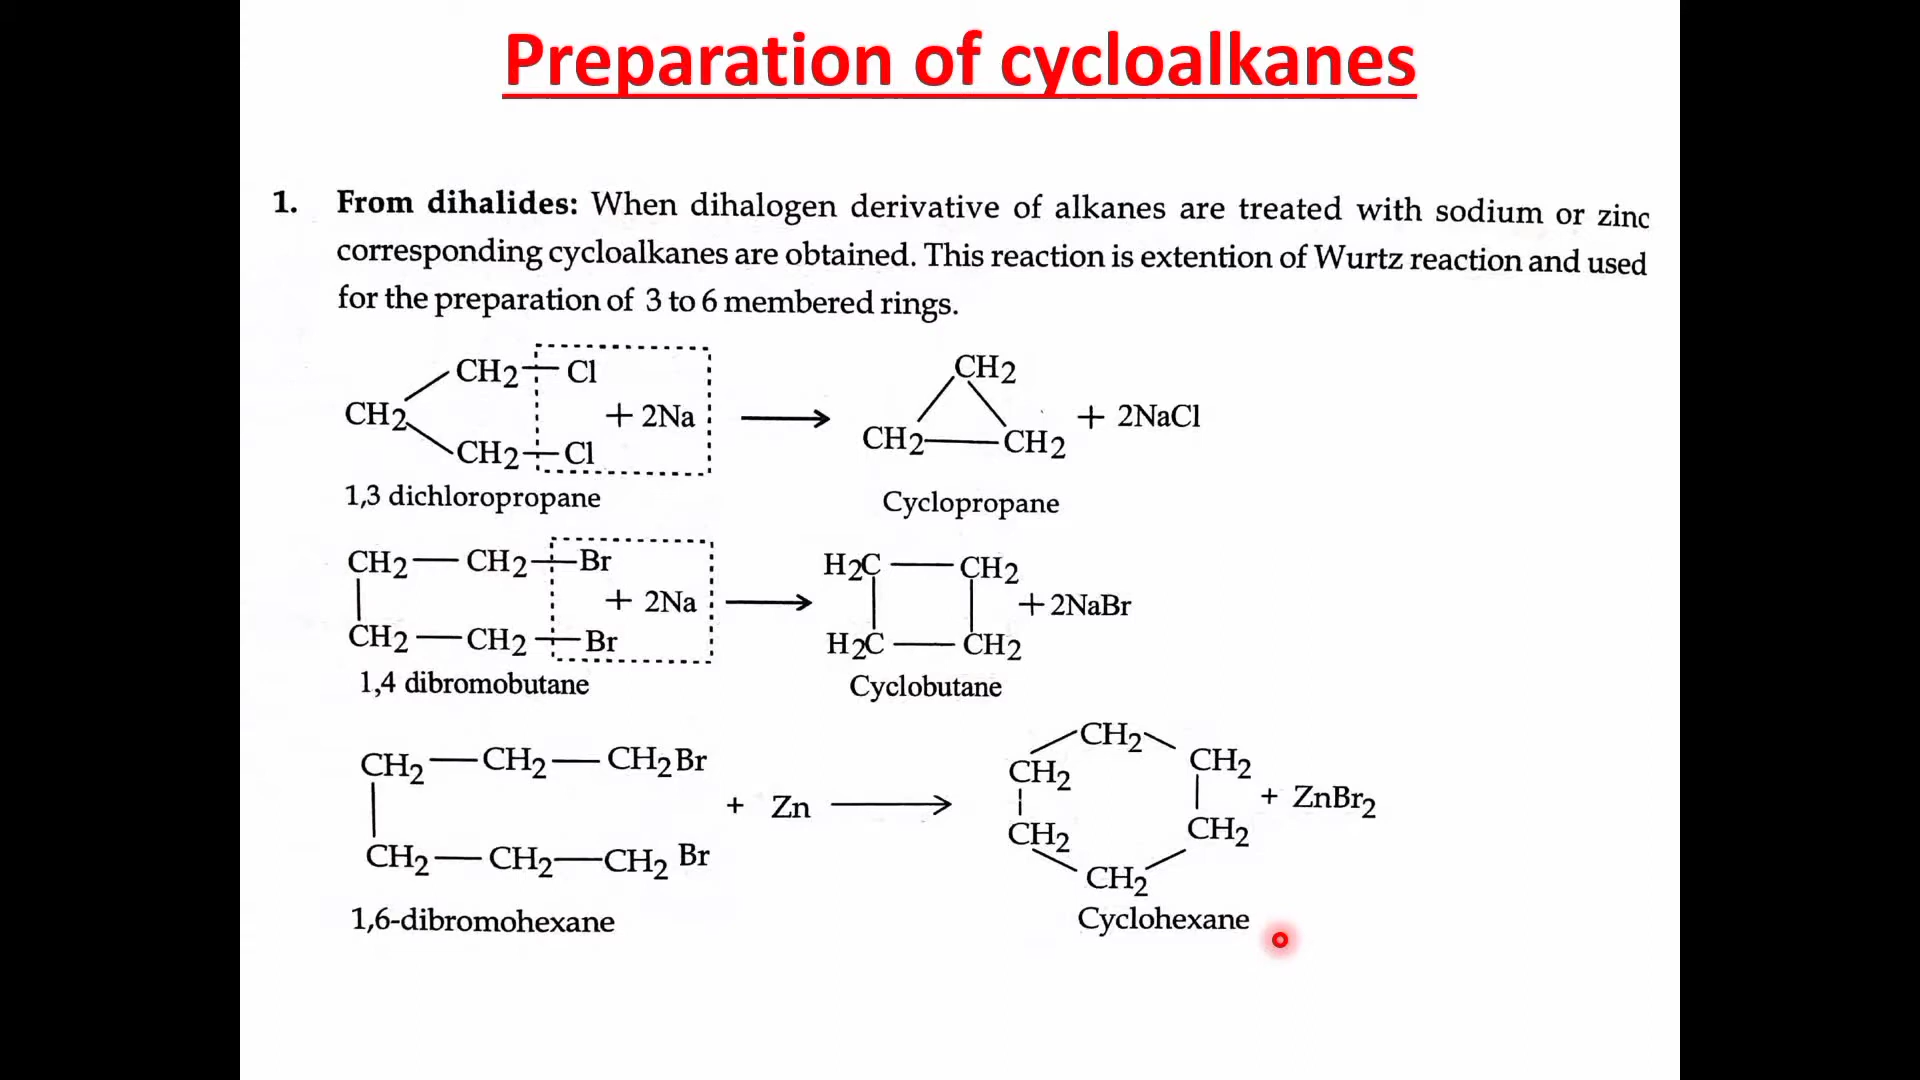 Preparation of cycloalkanes
1. From dihalides: When dihalogen derivative of alkanes are treated with sodium or zinc
corresponding cycloalkanes are obtained. This reaction is extention of Wurtz reaction and used
for the preparation of 3 to 6 membered rings.
CH2 Cl CH2
CH2 + 2Na + 2NaCl
CH2 Cl CH2 CH2
1,3 dichloropropane Cyclopropane
CH2 CH2 Br H2C CH2
+ 2Na + 2NaBr
CH2 CH2 Br H2C CH2
1,4 dibromobutane Cyclobutane
CH2
CH2 CH2 CH2Br CH2 CH2
+ Zn + ZnBr2
CH2 CH2 CH2 Br CH2 CH2
CH2
1,6-dibromohexane Cyclohexane